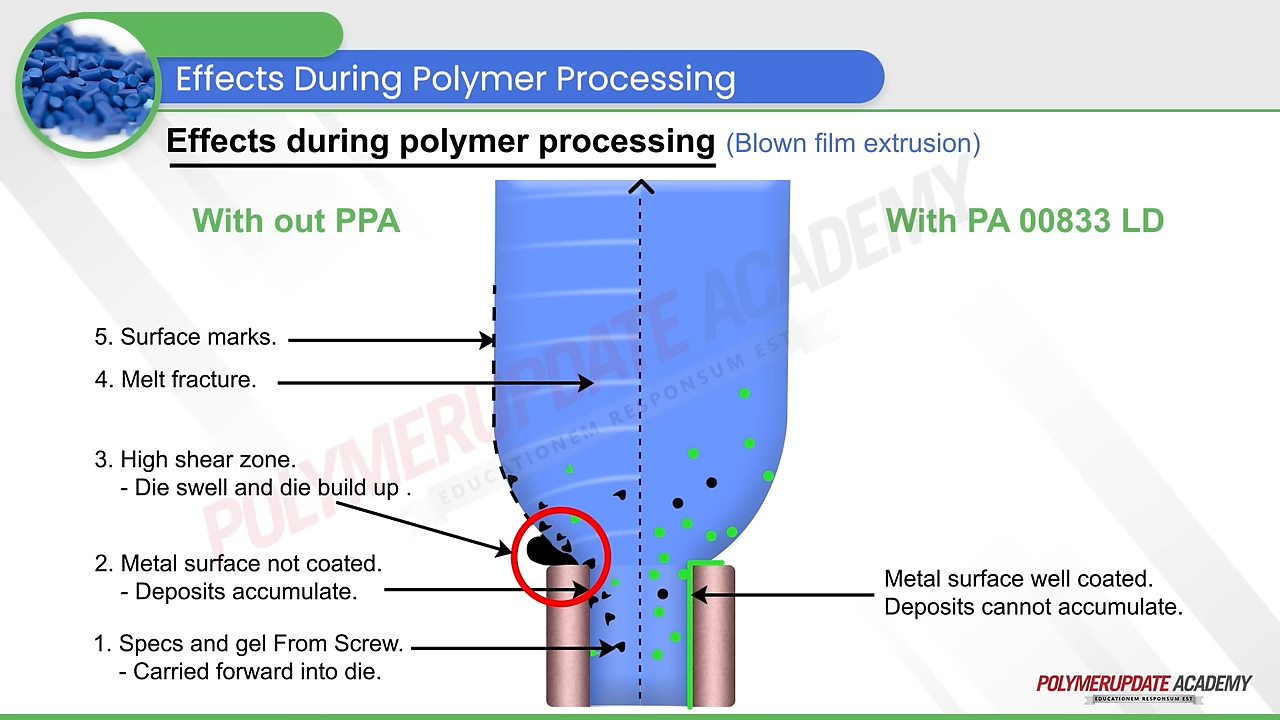 Effects During Polymer Processing
Effects during polymer processing (Blown film extrusion)
With out PPA
With PA 00833 LD
5. Surface marks.
4. Melt fracture.
3. High shear zone.
- Die swell and die build up .
2. Metal surface not coated.
- Deposits accumulate.
1. Specs and gel From Screw.
- Carried forward into die.
Metal surface well coated.
Deposits cannot accumulate.
POLYMERUPDATE ACADEMY
EDUCATIONEM RESPONSUM EST
POLYMERUPDATE ACADEMY
EDUCATIONEM RESPONSUM EST